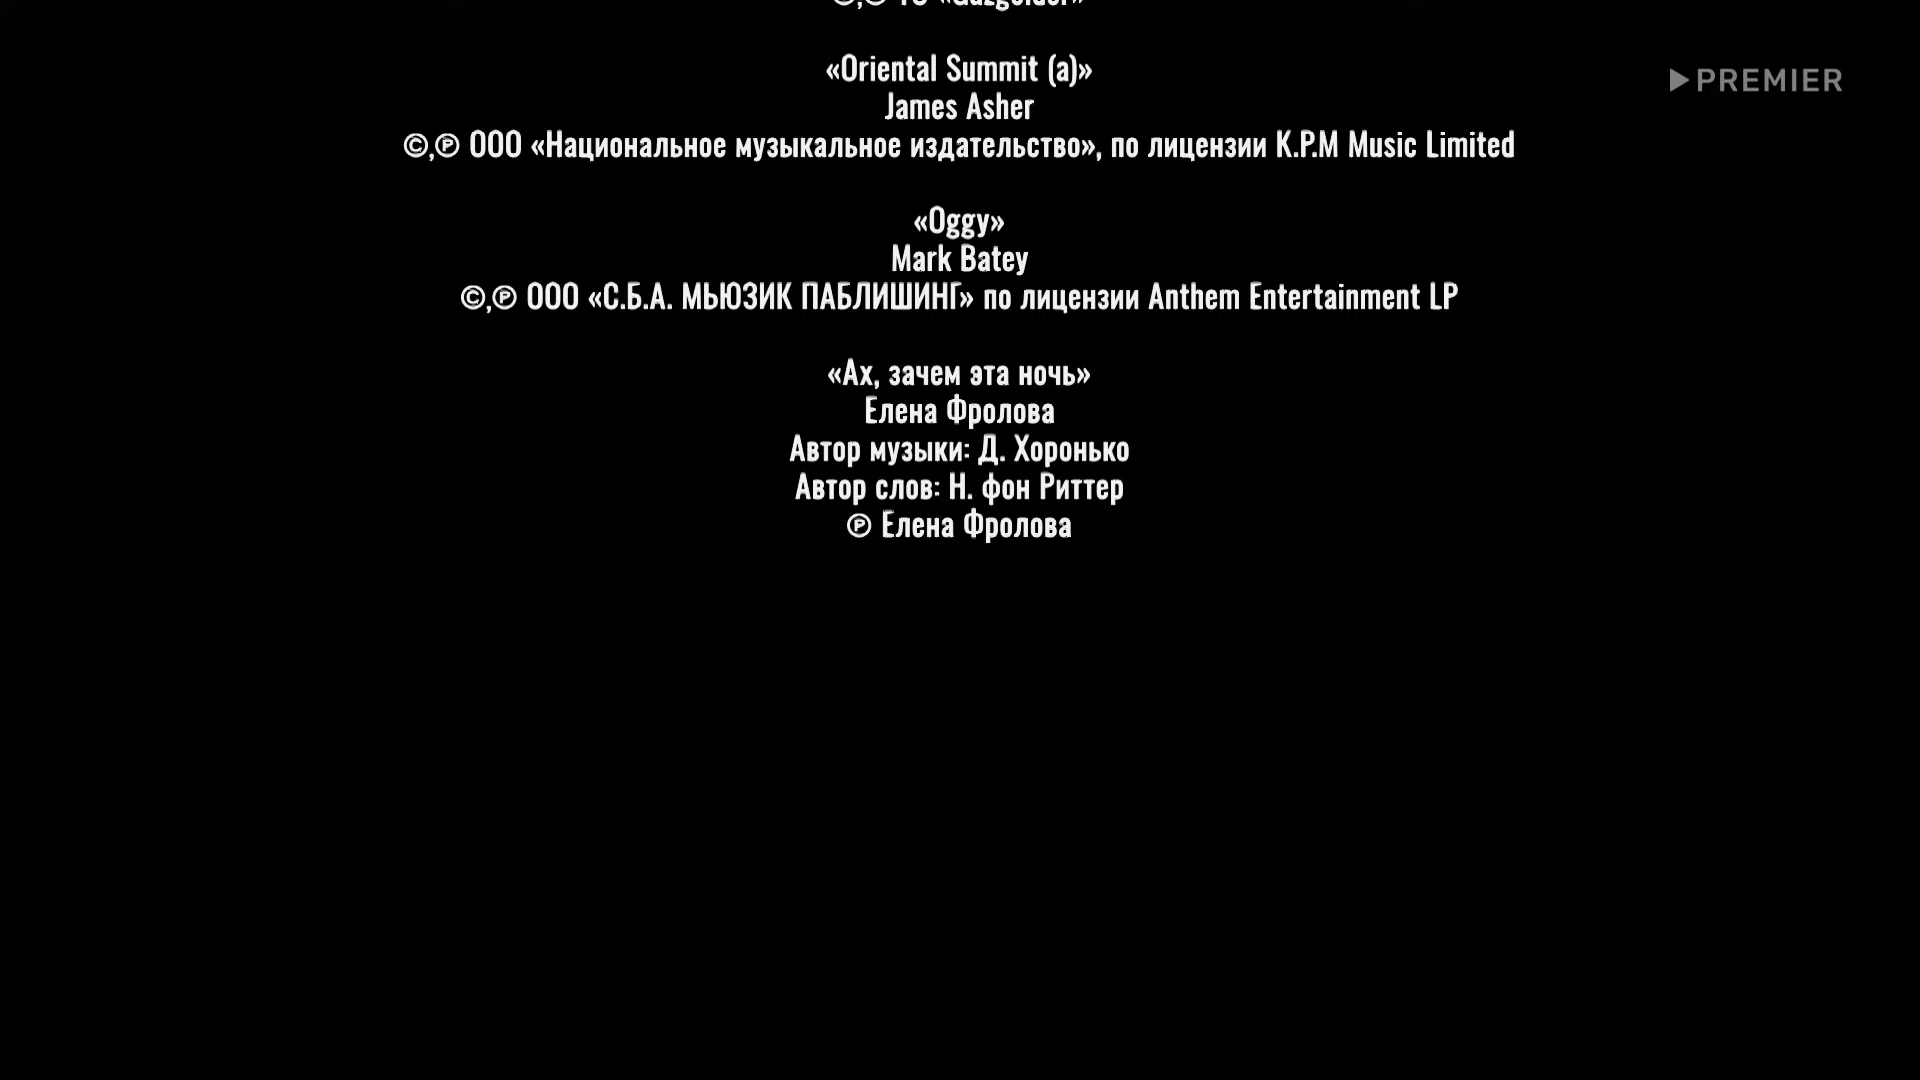 ©,℗ ТО «Gazgolder»
«Oriental Summit (a)»
James Asher
▶PREMIER
©,℗ ООО «Национальное музыкальное издательство», по лицензии K.P.M Music Limited
«Oggy»
Mark Batey
©,℗ ООО «С.Б.А. МЬЮЗИК ПАБЛИШИНГ» по лицензии Anthem Entertainment LP
«Ах, зачем эта ночь»
Елена Фролова
Автор музыки: Д. Хоронько
Автор слов: Н. фон Риттер
℗ Елена Фролова